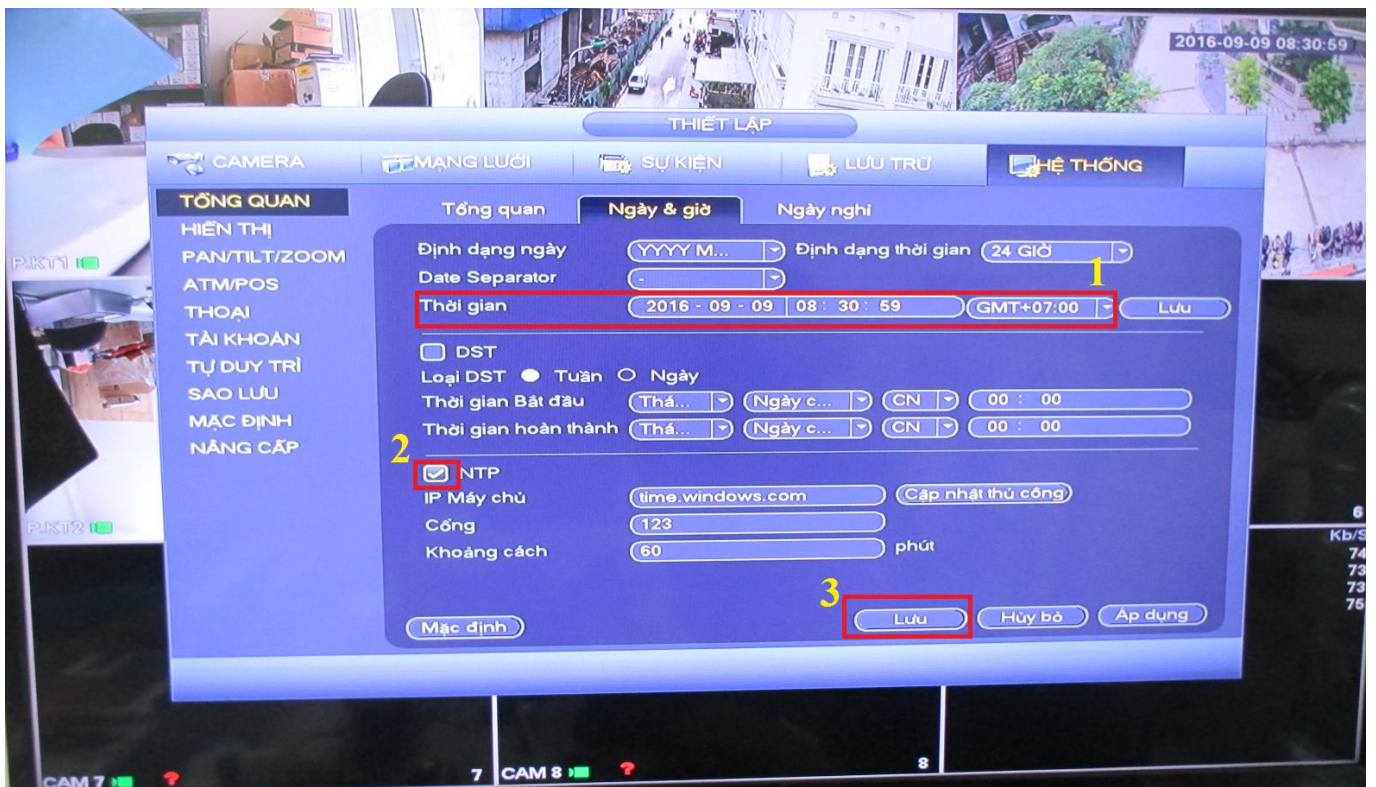 2016-09-09 08:30:59
THIẾT LẬP
CAMERA MẠNG LƯỚI SỰ KIỆN LƯU TRỮ HỆ THỐNG
TỔNG QUAN
HIỂN THỊ
PAN/TILT/ZOOM
ATM/POS
THOẠI
TÀI KHOẢN
TỰ DUY TRÌ
SAO LƯU
MẶC ĐỊNH
NÂNG CẤP
Tổng quan Ngày & giờ Ngày nghỉ
Định dạng ngày YYYY M... Định dạng thời gian 24 GIỜ
1
Date Separator -
Thời gian 2016 - 09 - 09 08 : 30 : 59 GMT+07:00 Lưu
DST
Loại DST Tuần Ngày
Thời gian Bắt đầu Thá... Ngày c... CN 00 : 00
Thời gian hoàn thành Thá... Ngày c... CN 00 : 00
2
NTP
IP Máy chủ time.windows.com Cập nhật thủ công
Cổng 123
Khoảng cách 60 phút
3
Mặc định Lưu Hủy bỏ Áp dụng
P.KT1
P.KT2
6
Kb/S
74
73
73
75
CAM 7 ? 7
CAM 8 ? 8